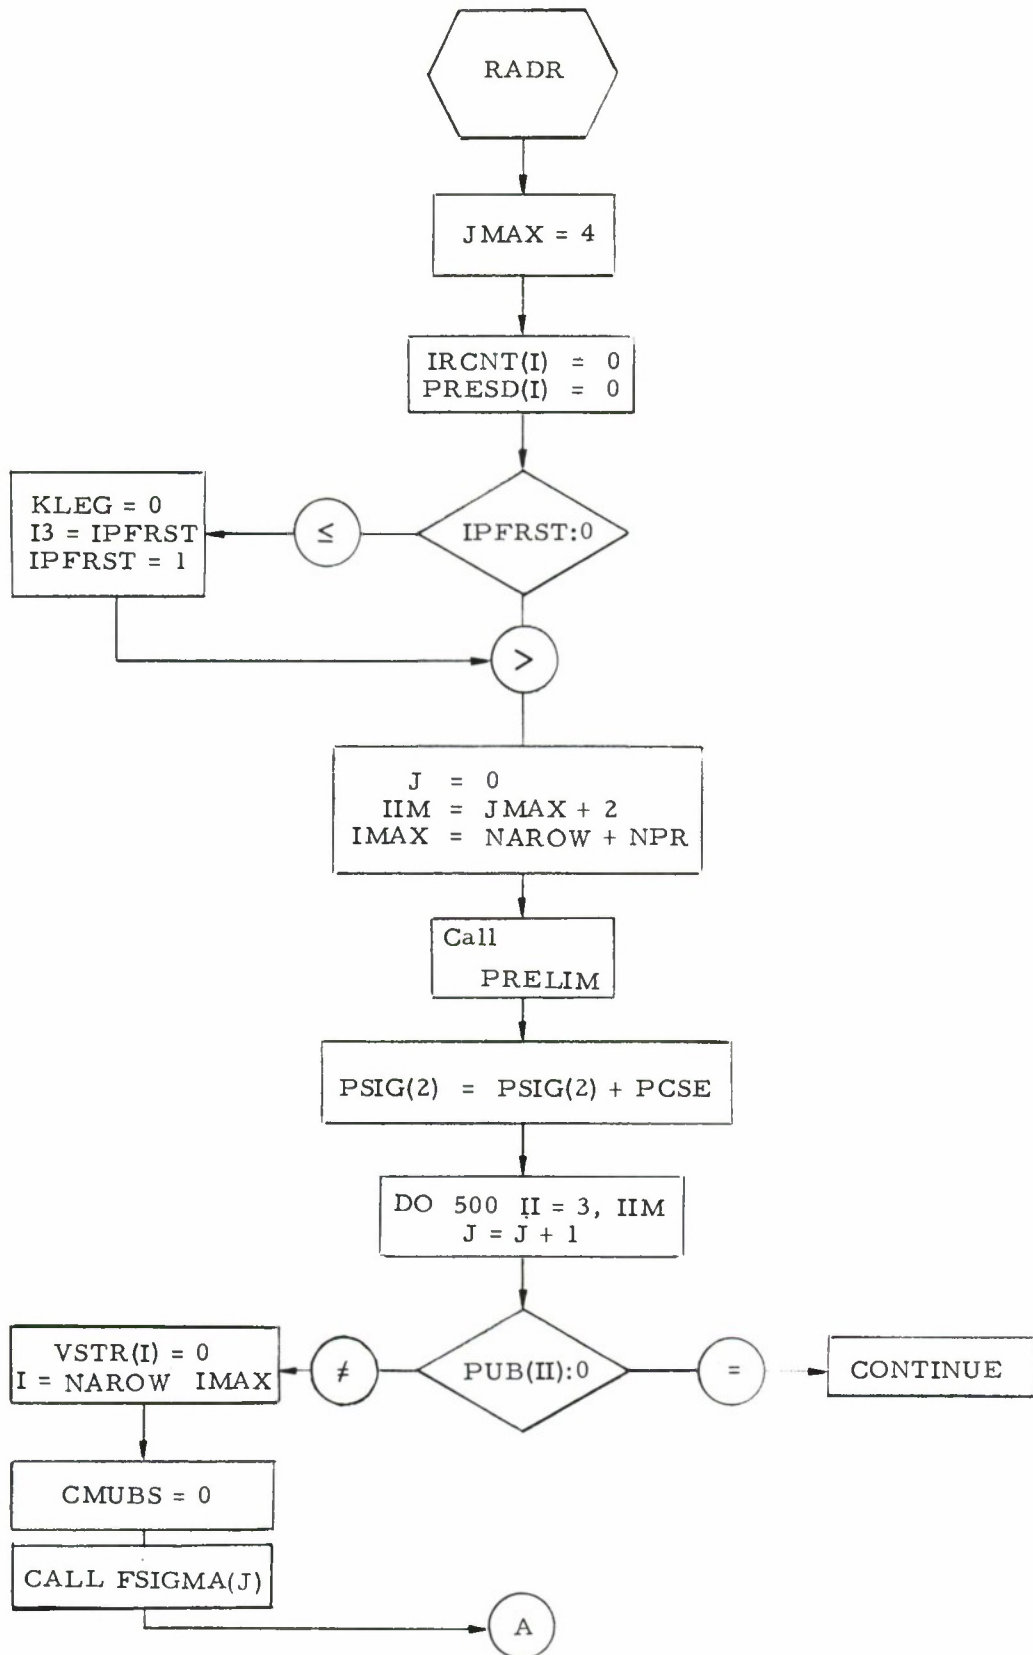 RADR
JMAX = 4
IRCNT(I) = 0
PRESD(I) = 0
IPFRST:0
≤
KLEG = 0
I3 = IPFRST
IPFRST = 1
>
J = 0
IIM = JMAX + 2
IMAX = NAROW + NPR
Call
PRELIM
PSIG(2) = PSIG(2) + PCSE
DO 500 II = 3, IIM
J = J + 1
VSTR(I) = 0
I = NAROW IMAX
≠
PUB(II):0
=
CONTINUE
CMUBS = 0
CALL FSIGMA(J)
A